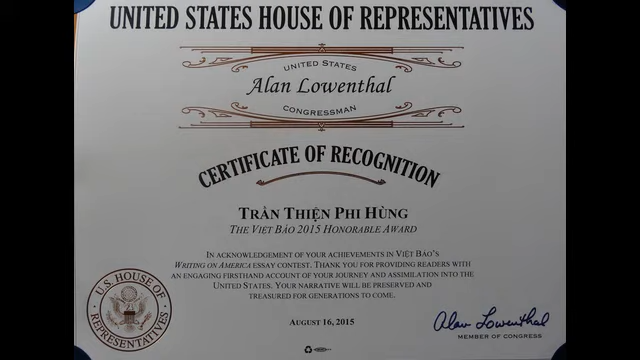 UNITED STATES HOUSE OF REPRESENTATIVES
UNITED STATES
Alan Lowenthal
CONGRESSMAN
CERTIFICATE OF RECOGNITION
TRẦN THIỆN PHI HÙNG
THE VIỆT BÁO 2015 HONORABLE AWARD
IN ACKNOWLEDGEMENT OF YOUR ACHIEVEMENTS IN VIỆT BÁO'S
WRITING ON AMERICA ESSAY CONTEST. THANK YOU FOR PROVIDING READERS WITH
AN ENGAGING FIRSTHAND ACCOUNT OF YOUR JOURNEY AND ASSIMILATION INTO THE
UNITED STATES. YOUR NARRATIVE WILL BE PRESERVED AND
TREASURED FOR GENERATIONS TO COME.
U.S. HOUSE OF
REPRESENTATIVES
AUGUST 16, 2015
Alan Lowenthal
MEMBER OF CONGRESS